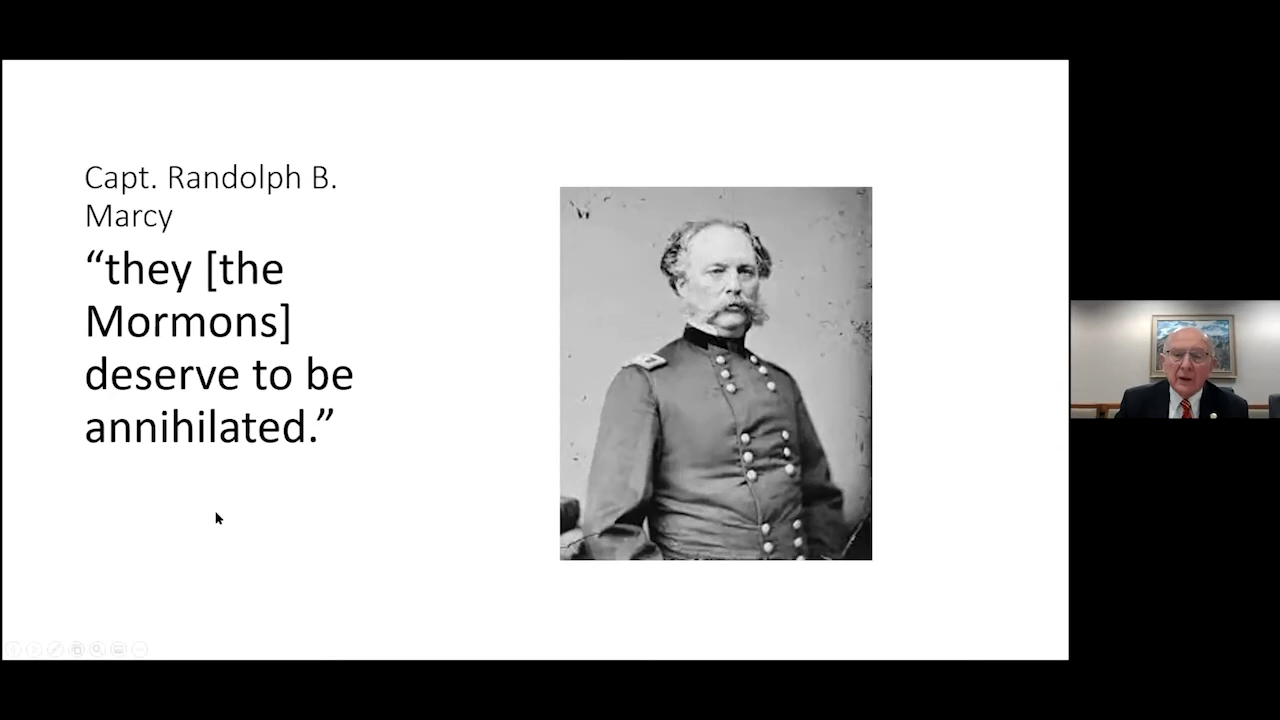 Capt. Randolph B.
Marcy
“they [the
Mormons]
deserve to be
annihilated.”